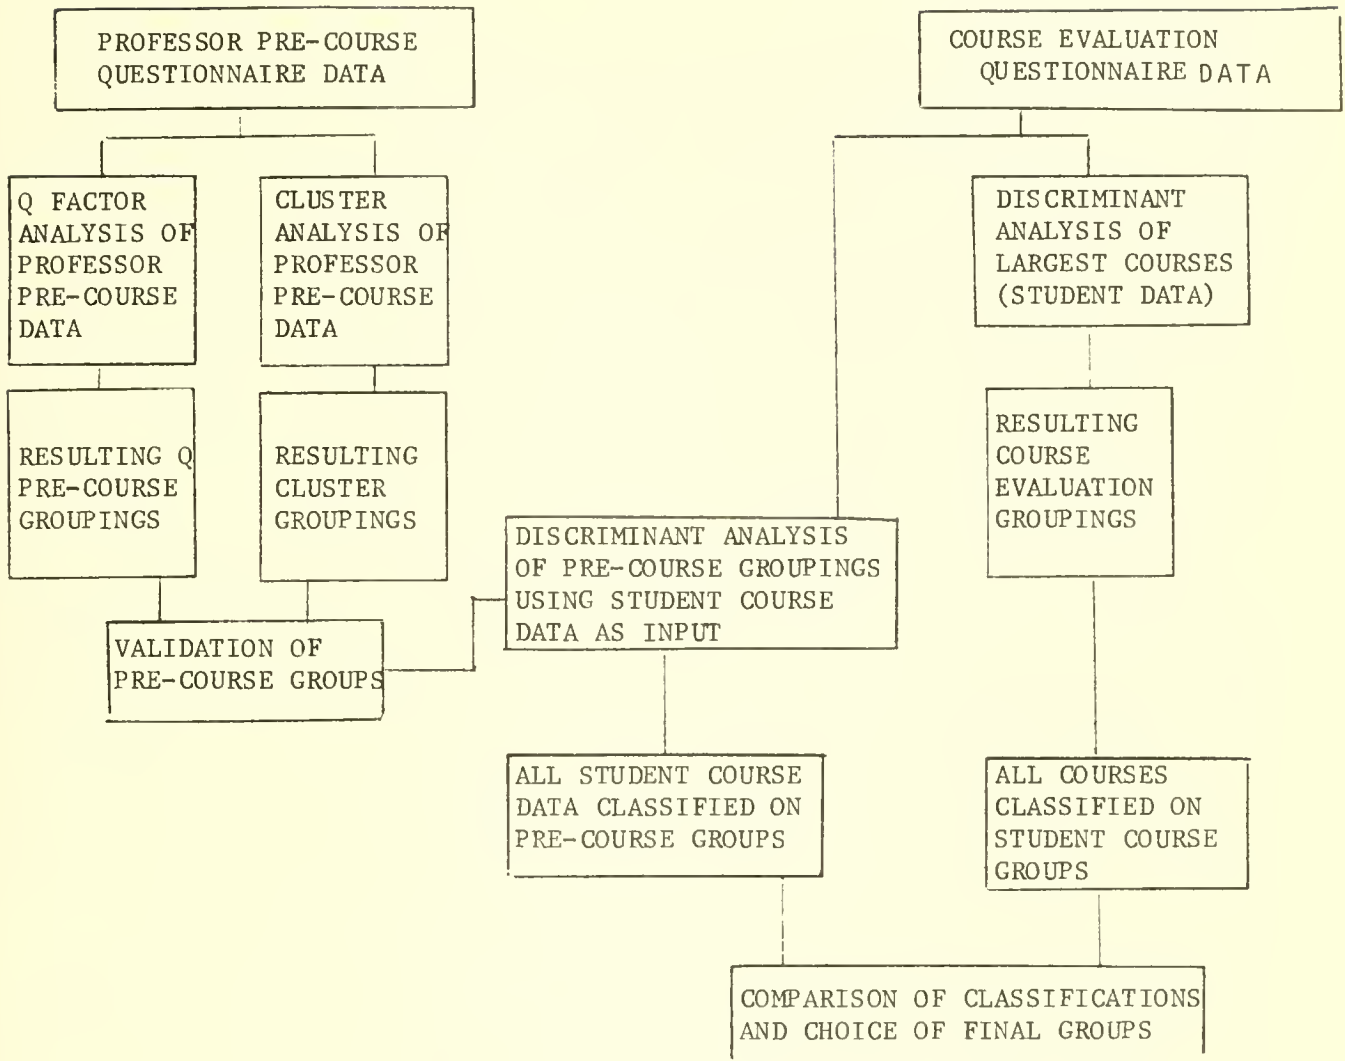 PROFESSOR PRE-COURSE
QUESTIONNAIRE DATA
COURSE EVALUATION
QUESTIONNAIRE DATA
Q FACTOR
ANALYSIS OF
PROFESSOR
PRE-COURSE
DATA
CLUSTER
ANALYSIS OF
PROFESSOR
PRE-COURSE
DATA
DISCRIMINANT
ANALYSIS OF
LARGEST COURSES
(STUDENT DATA)
RESULTING Q
PRE-COURSE
GROUPINGS
RESULTING
CLUSTER
GROUPINGS
RESULTING
COURSE
EVALUATION
GROUPINGS
DISCRIMINANT ANALYSIS
OF PRE-COURSE GROUPINGS
USING STUDENT COURSE
DATA AS INPUT
VALIDATION OF
PRE-COURSE GROUPS
ALL STUDENT COURSE
DATA CLASSIFIED ON
PRE-COURSE GROUPS
ALL COURSES
CLASSIFIED ON
STUDENT COURSE
GROUPS
COMPARISON OF CLASSIFICATIONS
AND CHOICE OF FINAL GROUPS